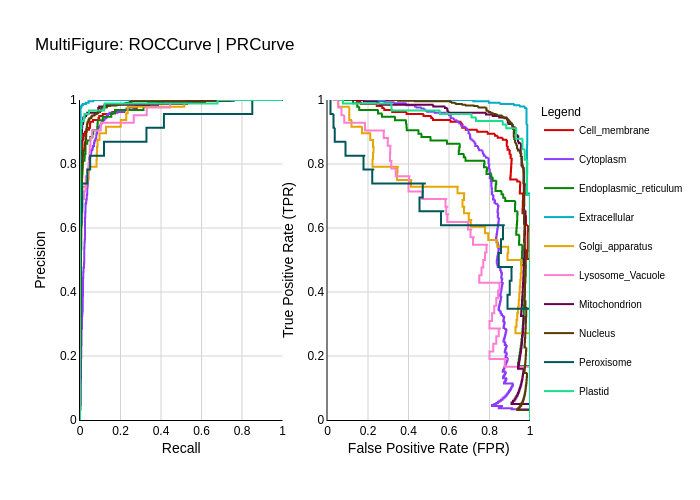 MultiFigure: ROCCurve | PRCurve
Precision
1
0.8
0.6
0.4
0.2
0
0
0.2
0.4
0.6
0.8
1
Recall
True Positive Rate (TPR)
1
0.8
0.6
0.4
0.2
0
0
0.2
0.4
0.6
0.8
1
False Positive Rate (FPR)
Legend
Cell_membrane
Cytoplasm
Endoplasmic_reticulum
Extracellular
Golgi_apparatus
Lysosome_Vacuole
Mitochondrion
Nucleus
Peroxisome
Plastid